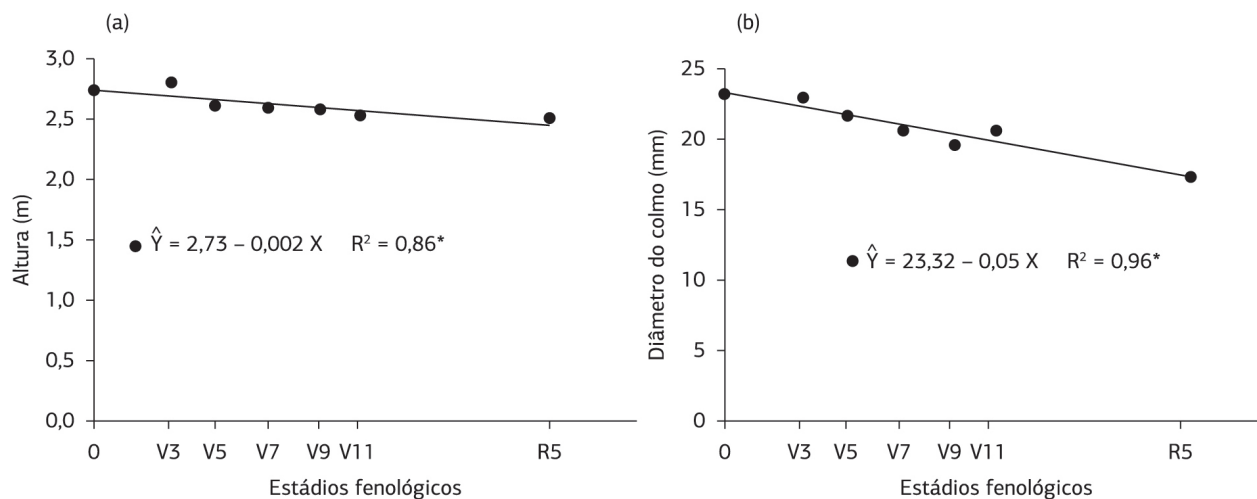 (a)
Altura (m)
3,0
2,5
2,0
1,5
1,0
0,5
0,0
Ŷ = 2,73 – 0,002 X R² = 0,86*
0 V3 V5 V7 V9 V11 R5
Estádios fenológicos
(b)
Diâmetro do colmo (mm)
25
20
15
10
5
0
Ŷ = 23,32 – 0,05 X R² = 0,96*
0 V3 V5 V7 V9 V11 R5
Estádios fenológicos